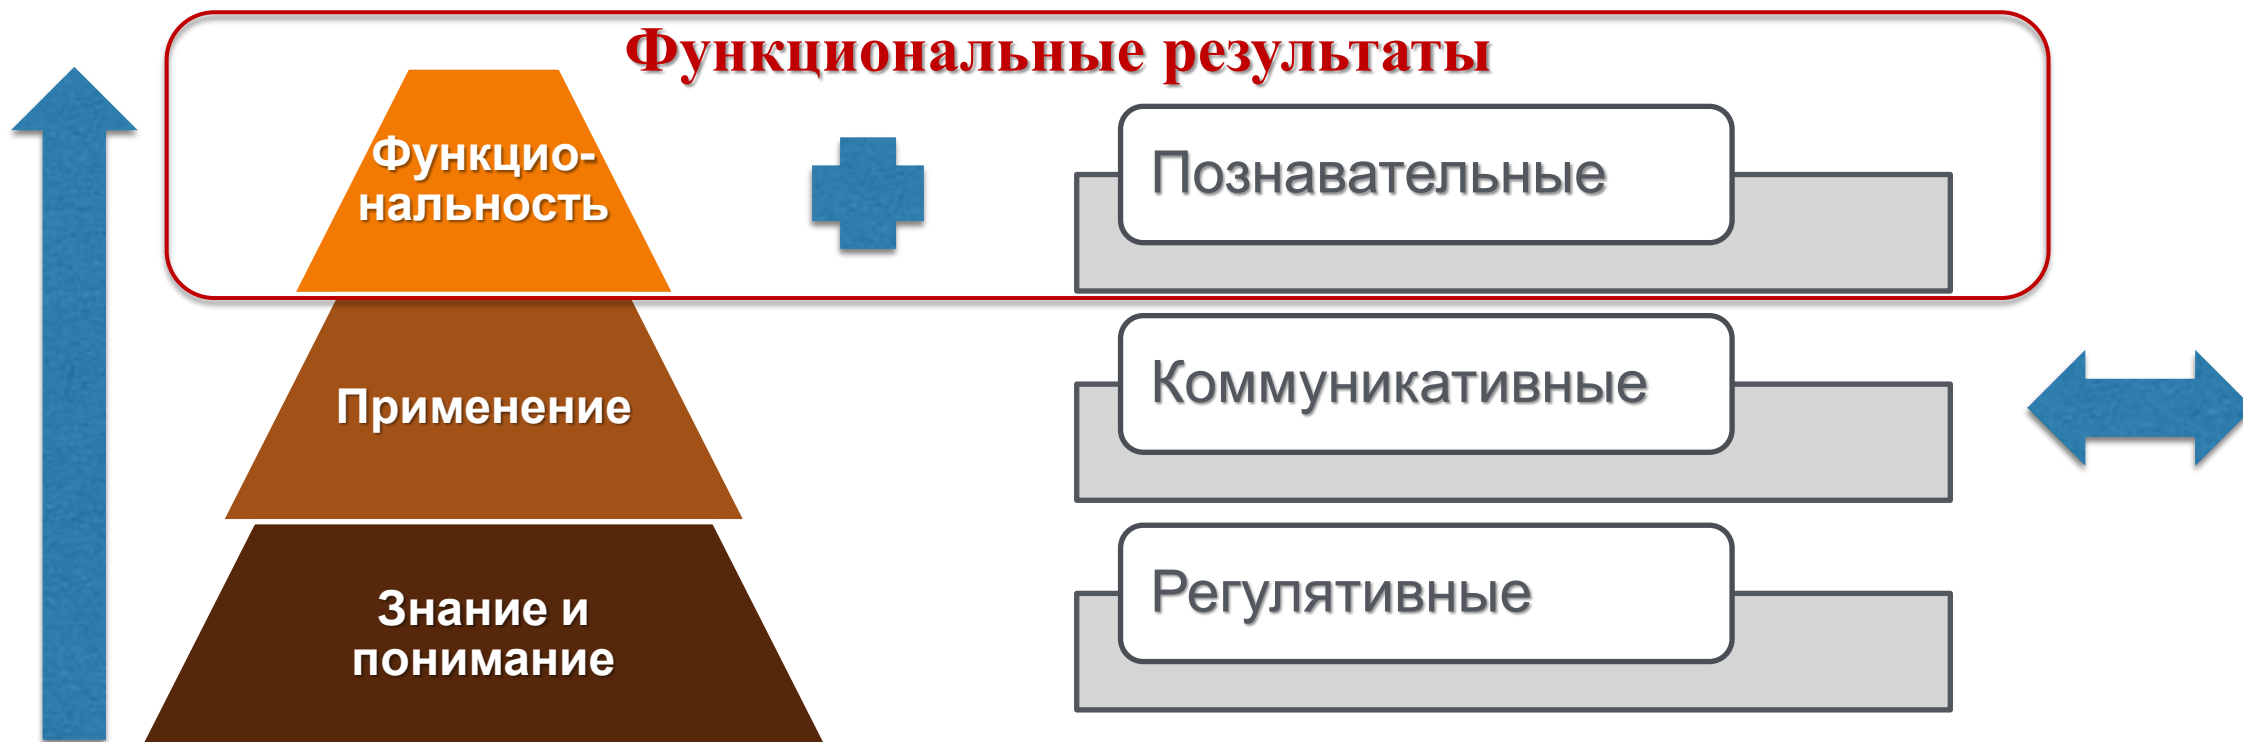 Функциональные результаты
Функцио-
нальность
Познавательные
Применение
Коммуникативные
Знание и
понимание
Регулятивные